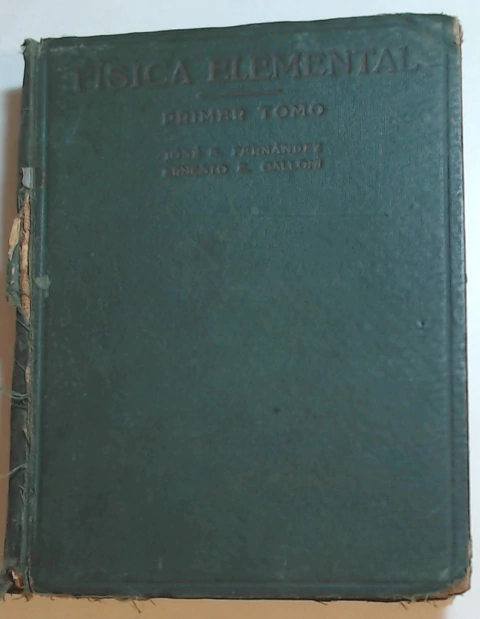 FISICA ELEMENTAL
PRIMER TOMO
JOSÉ S. FERNÁNDEZ
ERNESTO E. GALLONI